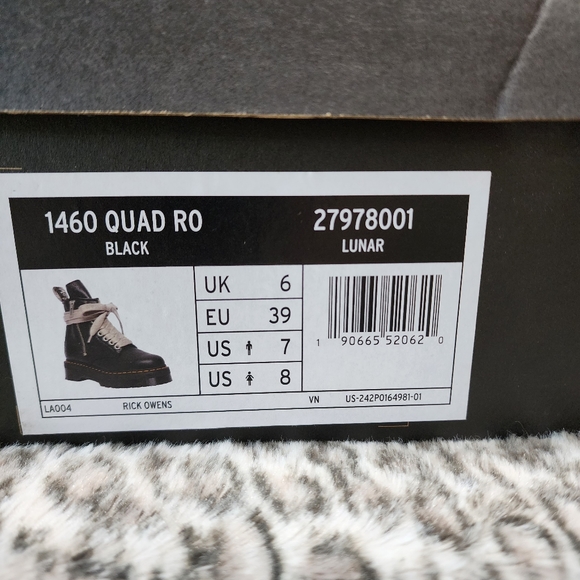 1460 QUAD RO 27978001
BLACK LUNAR
UK 6
EU 39
US 7
US 8
1 90665 52062 0
LA004 RICK OWENS VN US-242P0164981-01